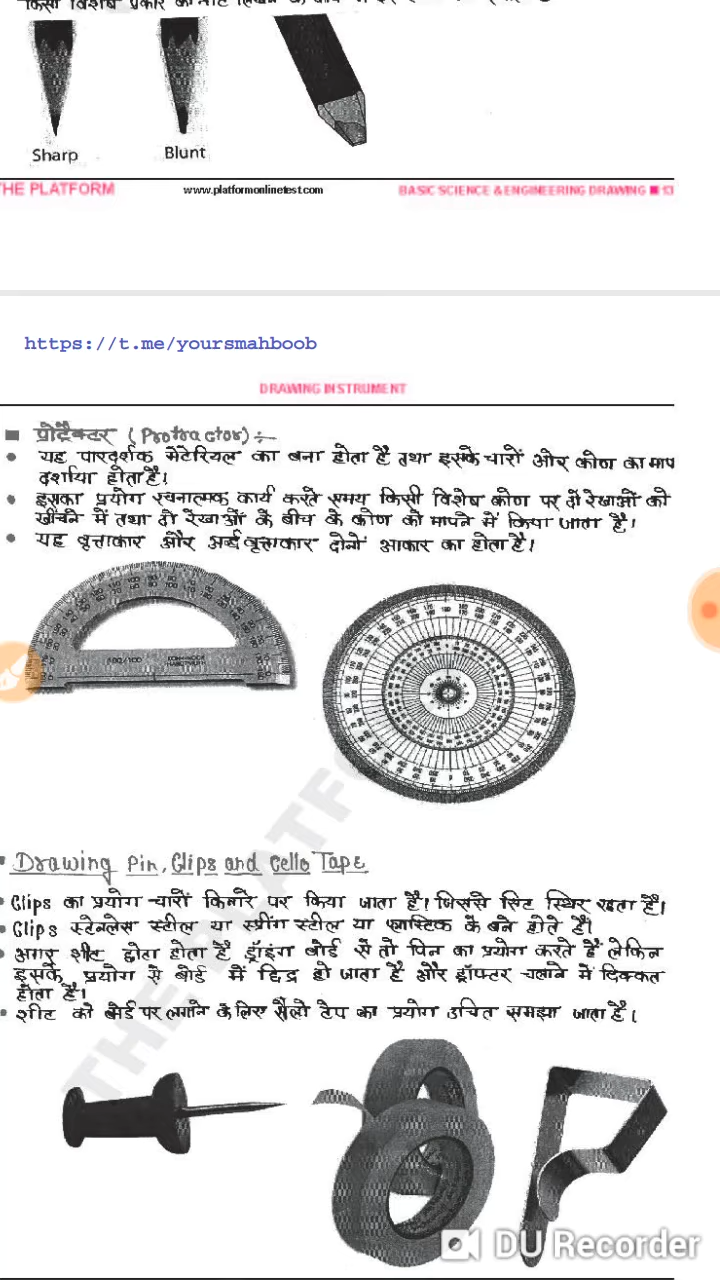 Sharp
Blunt
THE PLATFORM www.platformonlinetest.com BASIC SCIENCE & ENGINEERING DRAWING ■ 13
https://t.me/yoursmahboob
DRAWING INSTRUMENT
■ प्रोट्रैक्टर (Protractor) :-
• यह पारदर्शक मेटेरियल का बना होता है तथा इसके चारों ओर कोण का माप
दर्शाया होता है।
• इसका प्रयोग रचनात्मक कार्य करते समय किसी विशेष कोण पर दो रेखाओं को
खींचने में तथा दो रेखाओं के बीच के कोण को मापने में किया जाता है।
• यह वृत्ताकार और अर्द्धवृत्ताकार दोनों आकार का होता है।
THE PLATFO
• Drawing Pin, Clips and Cello Tape
• Clips का प्रयोग चारों किनारे पर किया जाता है। जिससे सिट स्थिर रहता है।
• Clips स्टेनलेस स्टील या स्प्रींग स्टील या प्लास्टिक के बने होते है।
• अगर शीट छोटा होता है ड्रॉइंग बोर्ड से तो पिन का प्रयोग करते हैं लेकिन
इसके प्रयोग से बोर्ड में छिद्र हो जाता है और ड्रॉफ्टर चलाने में दिक्कत
होता है।
• शीट को बोर्ड पर लगाने के लिए सैलो टेप का प्रयोग उचित समझा जाता है।
DU Recorder